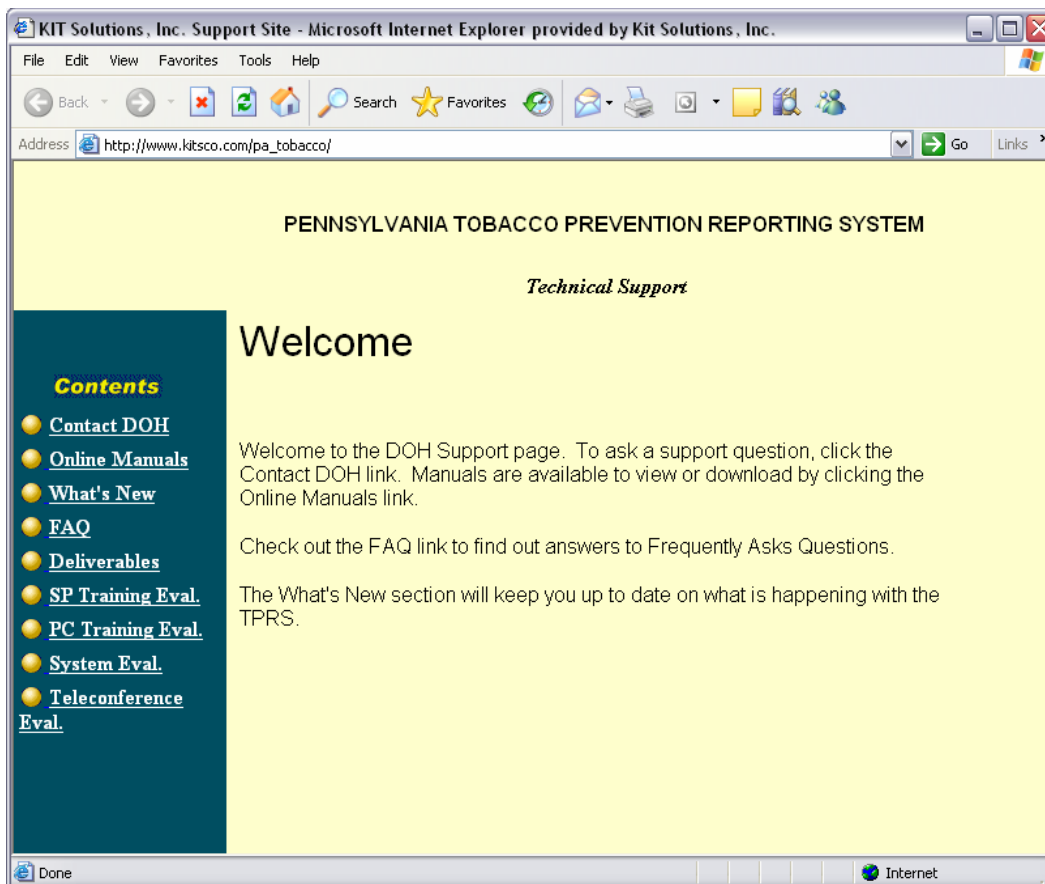 KIT Solutions, Inc. Support Site - Microsoft Internet Explorer provided by Kit Solutions, Inc.
File Edit View Favorites Tools Help
Back Search Favorites
Address http://www.kitsco.com/pa_tobacco/ Go Links
PENNSYLVANIA TOBACCO PREVENTION REPORTING SYSTEM
Technical Support
Contents
Contact DOH
Online Manuals
What's New
FAQ
Deliverables
SP Training Eval.
PC Training Eval.
System Eval.
Teleconference
Eval.
Welcome
Welcome to the DOH Support page. To ask a support question, click the
Contact DOH link. Manuals are available to view or download by clicking the
Online Manuals link.
Check out the FAQ link to find out answers to Frequently Asks Questions.
The What's New section will keep you up to date on what is happening with the
TPRS.
Done Internet